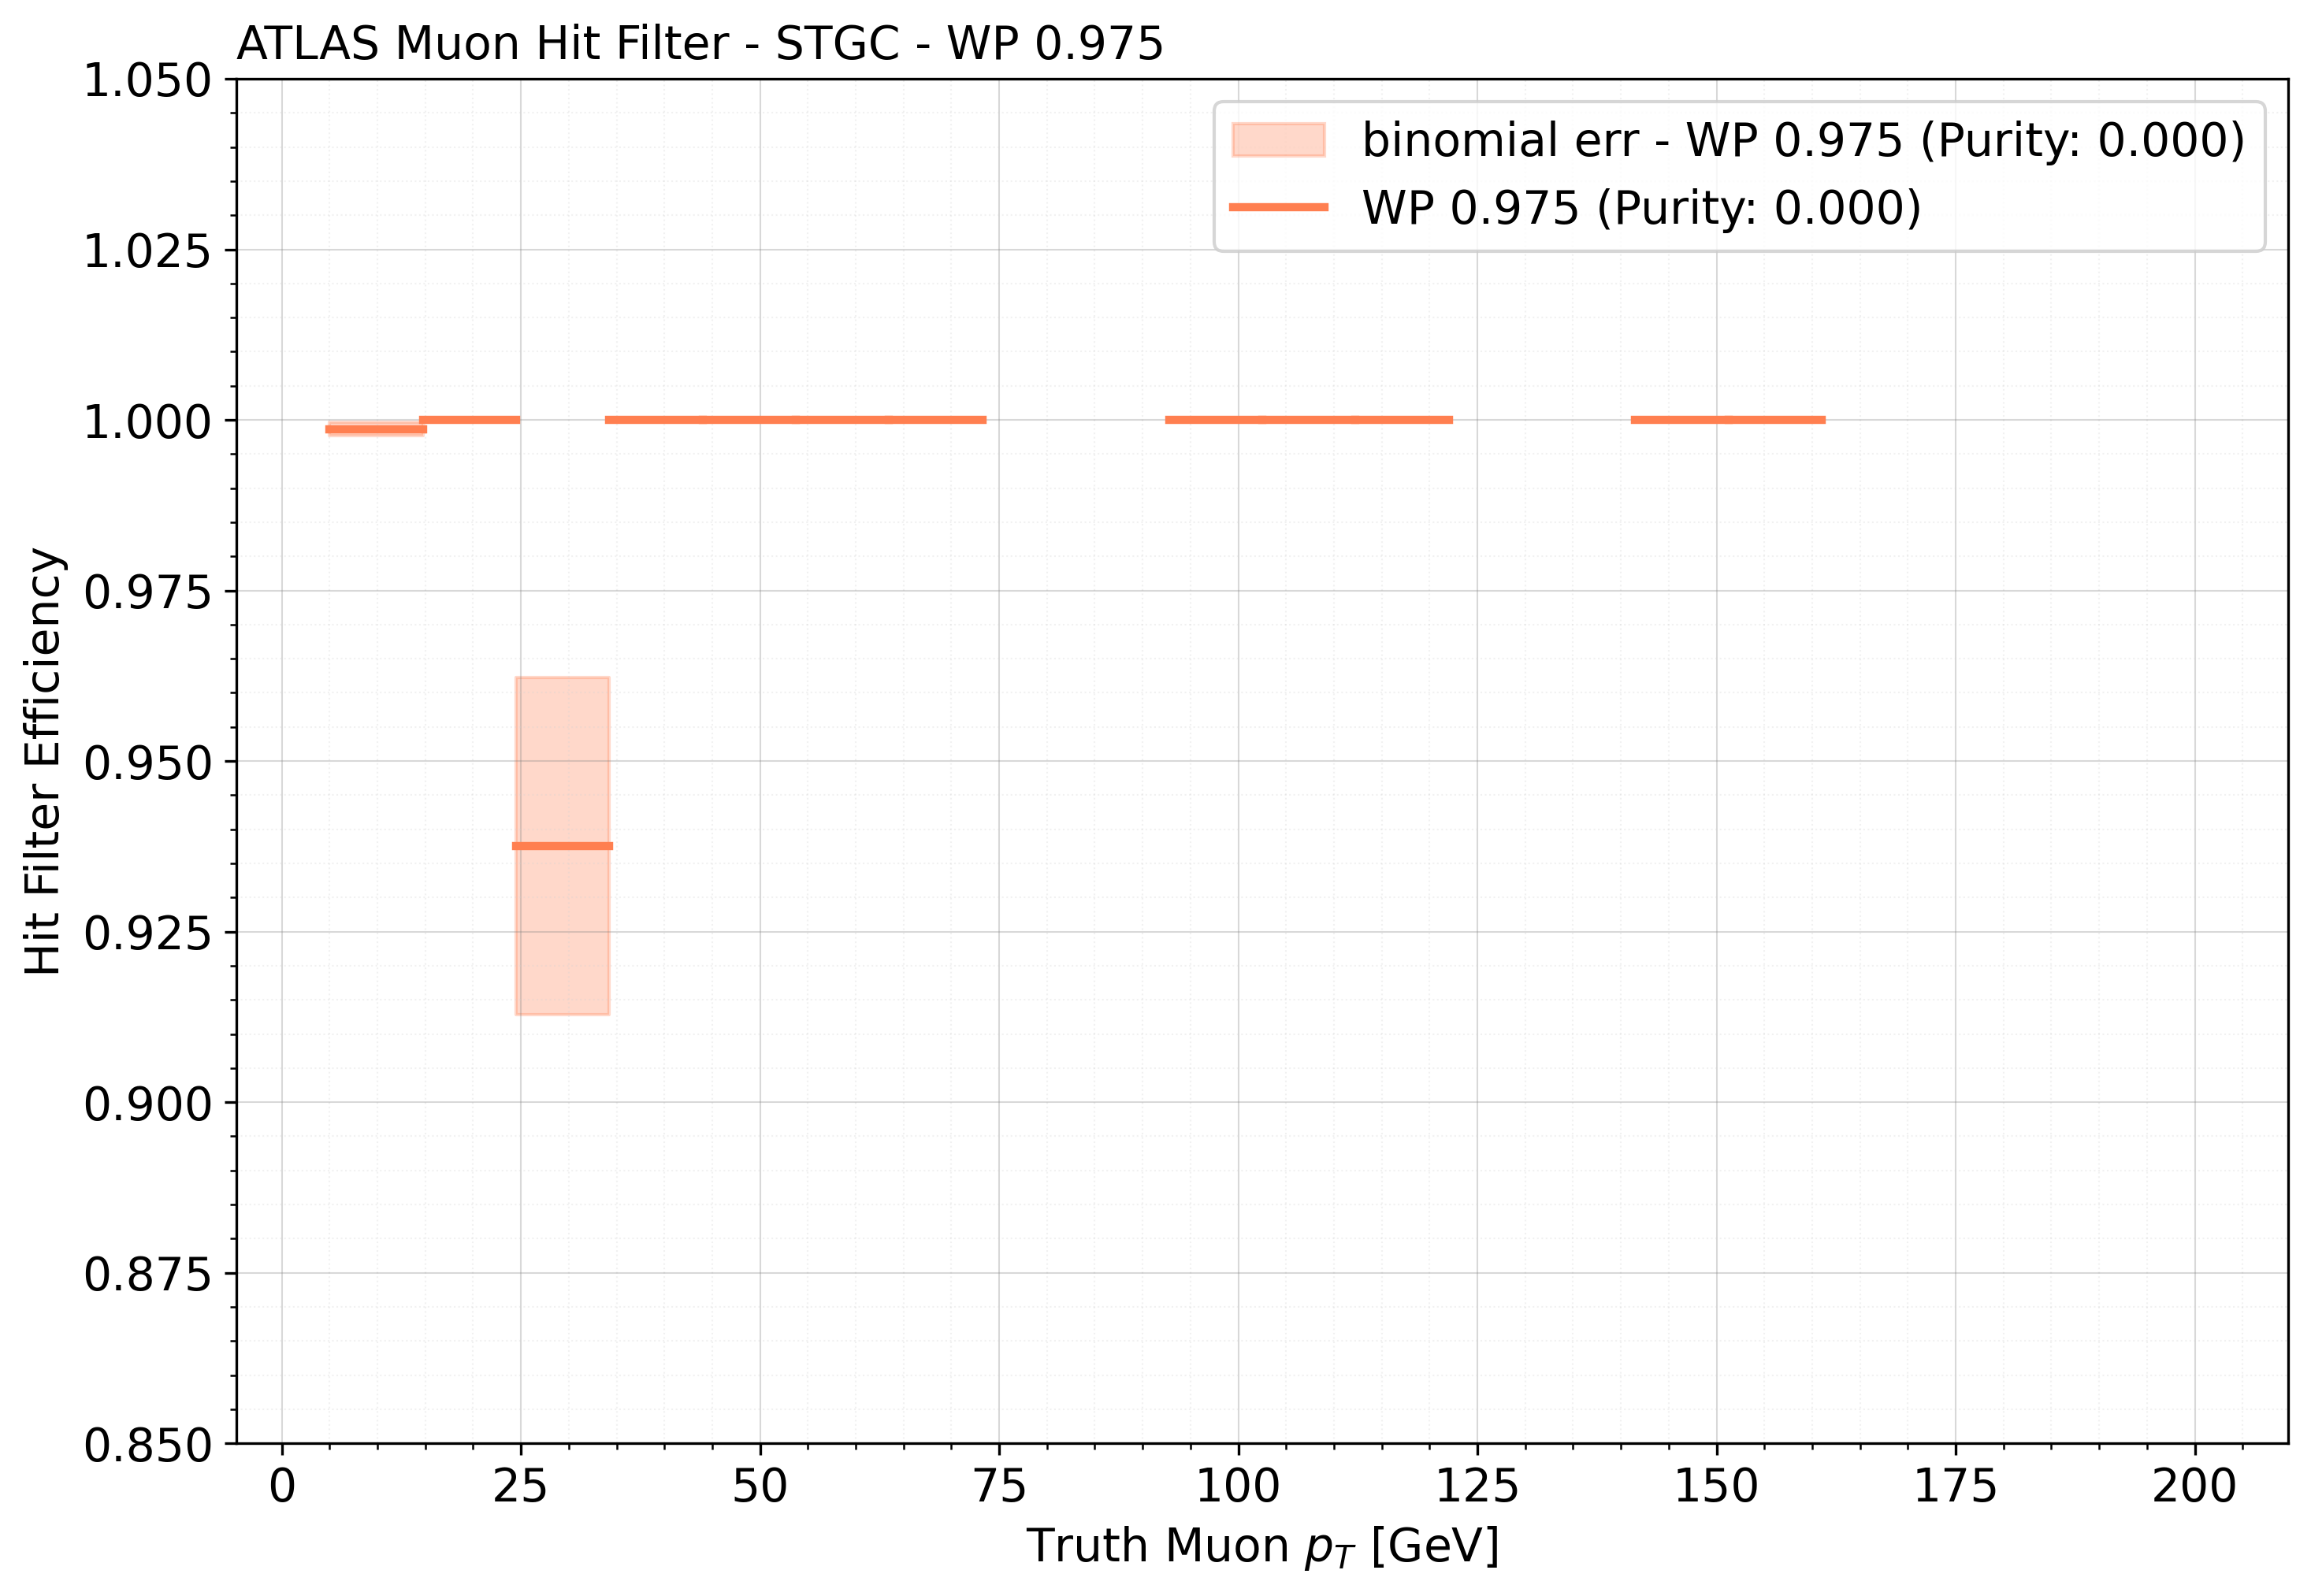 ATLAS Muon Hit Filter - STGC - WP 0.975
1.050
1.025
1.000
0.975
0.950
0.925
0.900
0.875
0.850
Hit Filter Efficiency
binomial err - WP 0.975 (Purity: 0.000)
WP 0.975 (Purity: 0.000)
0 25 50 75 100 125 150 175 200
Truth Muon p_T [GeV]